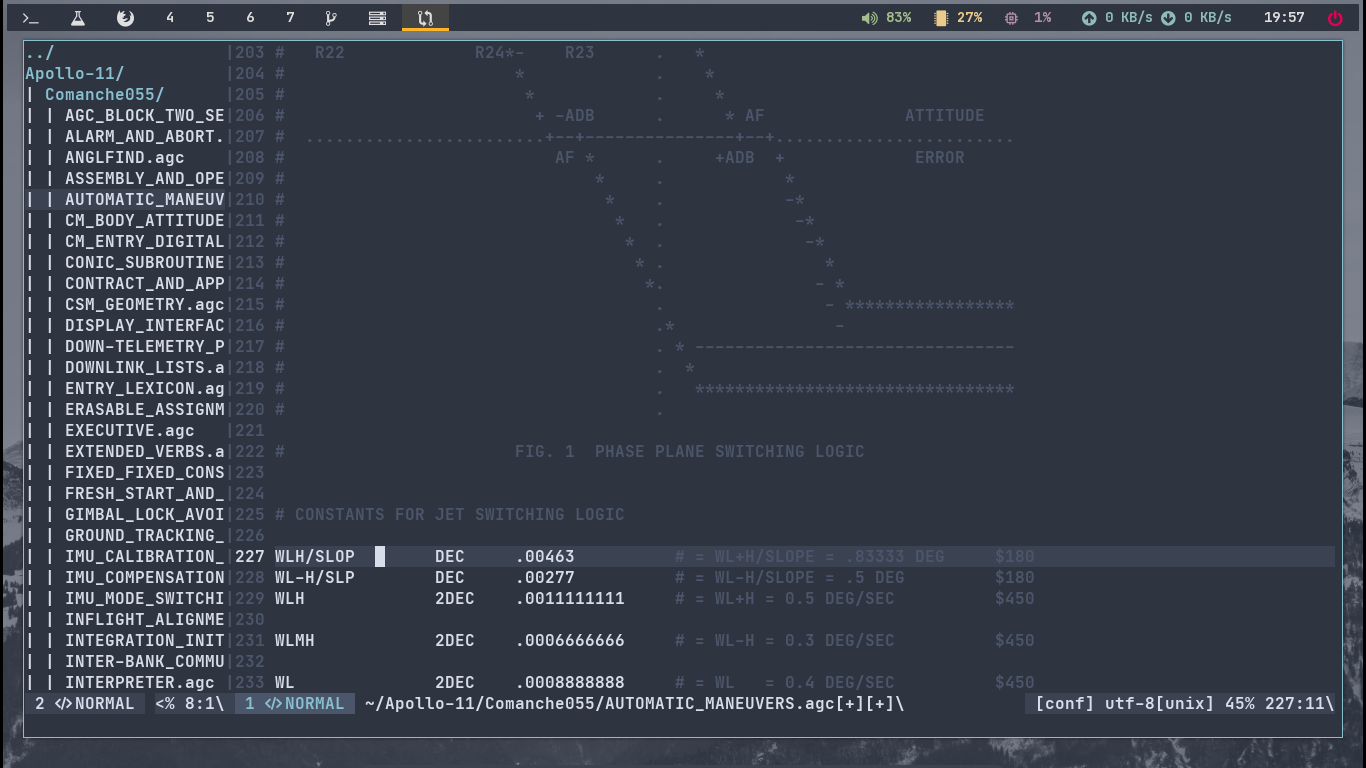 4 5 6 7 83% 27% 1% 0 KB/s 0 KB/s 19:57
../ |203 #   R22             R24*-    R23      .   *
Apollo-11/ |204 #                       *             .    *
| Comanche055/ |205 #                        *            .     *
| | AGC_BLOCK_TWO_SE|206 #                         + -ADB      .      * AF              ATTITUDE
| | ALARM_AND_ABORT.|207 #  ........................+--+---------------+--+........................
| | ANGLFIND.agc |208 #                           AF *      .     +ADB  +             ERROR
| | ASSEMBLY_AND_OPE|209 #                               *     .            *
| | AUTOMATIC_MANEUV|210 #                                *    .            -*
| | CM_BODY_ATTITUDE|211 #                                 *   .             -*
| | CM_ENTRY_DIGITAL|212 #                                  *  .              -*
| | CONIC_SUBROUTINE|213 #                                   * .                *
| | CONTRACT_AND_APP|214 #                                    *.               - *
| | CSM_GEOMETRY.agc|215 #                                     .                - *****************
| | DISPLAY_INTERFAC|216 #                                     .*                -
| | DOWN-TELEMETRY_P|217 #                                     . * --------------------------------
| | DOWNLINK_LISTS.a|218 #                                     .  *
| | ENTRY_LEXICON.ag|219 #                                     .   ********************************
| | ERASABLE_ASSIGNM|220 #                                     .
| | EXECUTIVE.agc |221
| | EXTENDED_VERBS.a|222 #                       FIG. 1  PHASE PLANE SWITCHING LOGIC
| | FIXED_FIXED_CONS|223
| | FRESH_START_AND_|224
| | GIMBAL_LOCK_AVOI|225 # CONSTANTS FOR JET SWITCHING LOGIC
| | GROUND_TRACKING_|226
| | IMU_CALIBRATION_ 227 WLH/SLOP        DEC     .00463          # = WL+H/SLOPE = .83333 DEG     $180
| | IMU_COMPENSATION|228 WL-H/SLP        DEC     .00277          # = WL-H/SLOPE = .5 DEG         $180
| | IMU_MODE_SWITCHI|229 WLH             2DEC    .0011111111     # = WL+H = 0.5 DEG/SEC          $450
| | INFLIGHT_ALIGNME|230
| | INTEGRATION_INIT|231 WLMH            2DEC    .0006666666     # = WL-H  = 0.3 DEG/SEC         $450
| | INTER-BANK_COMMU|232
| | INTERPRETER.agc |233 WL              2DEC    .0008888888     # = WL   = 0.4 DEG/SEC          $450
2 </>NORMAL <% 8:1\ 1 </>NORMAL ~/Apollo-11/Comanche055/AUTOMATIC_MANEUVERS.agc[+][+]\ [conf] utf-8[unix] 45% 227:11\